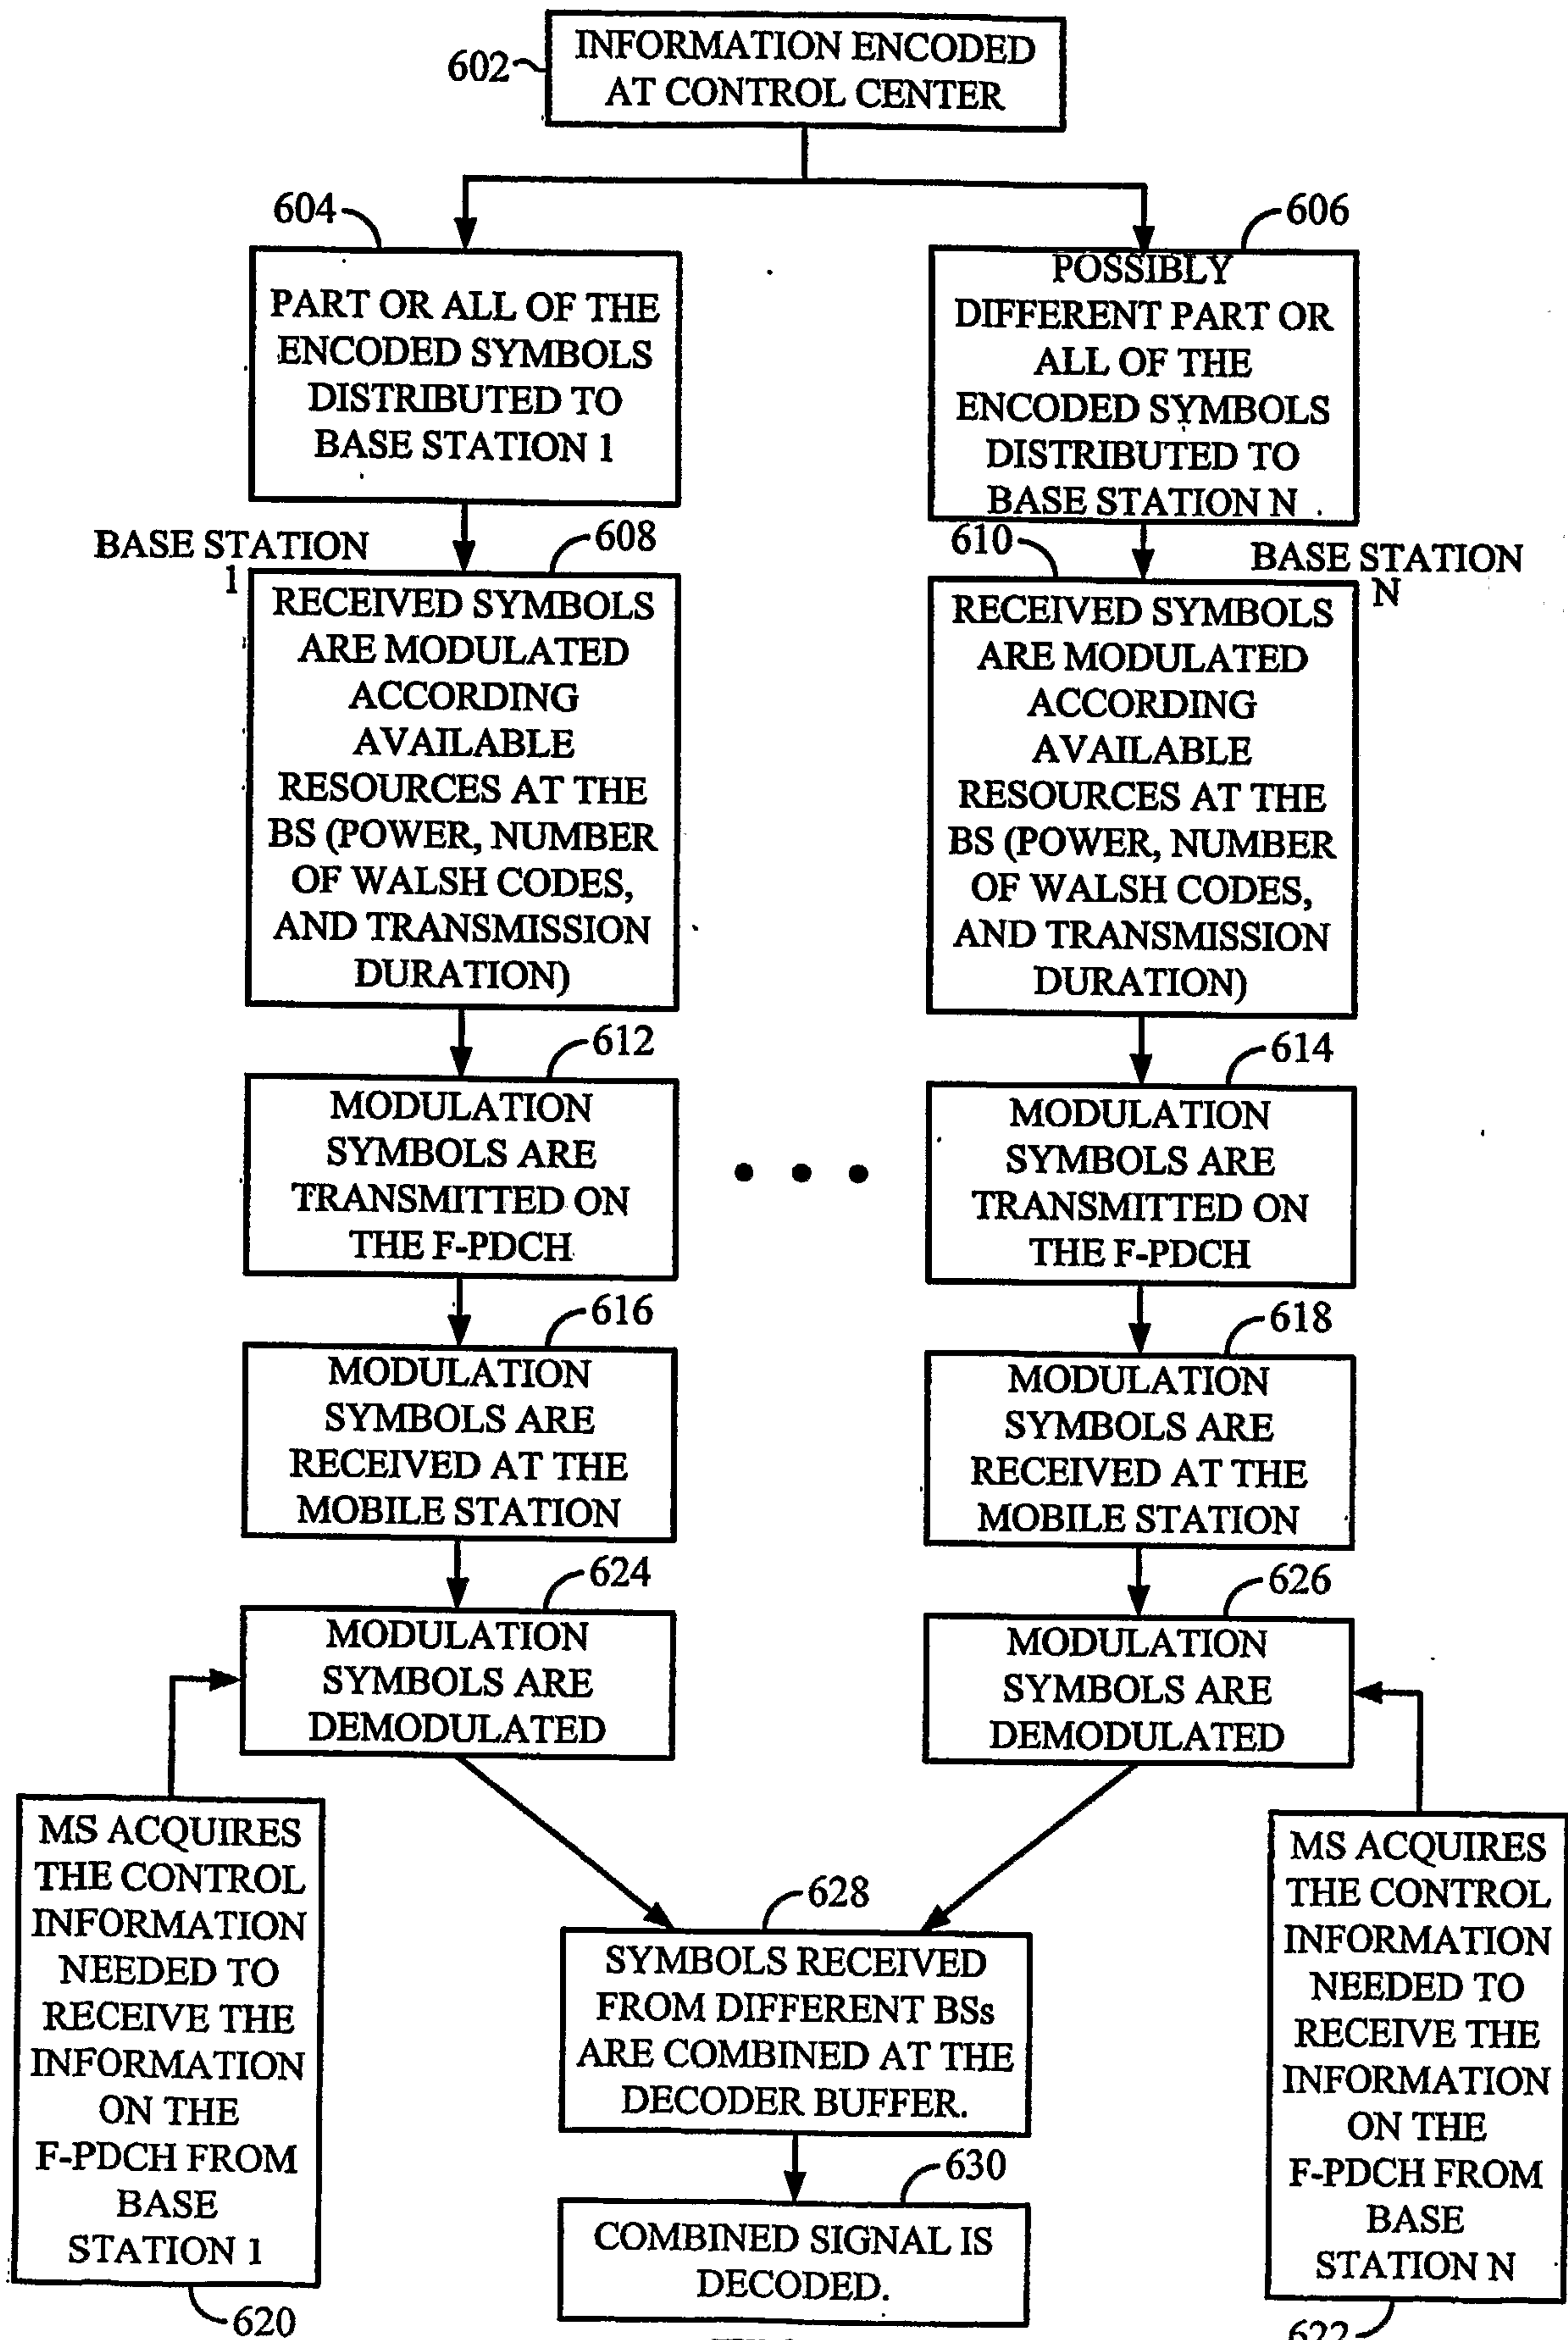 INFORMATION ENCODED
AT CONTROL CENTER
602
604
606
PART OR ALL OF THE
ENCODED SYMBOLS
DISTRIBUTED TO
BASE STATION 1
POSSIBLY
DIFFERENT PART OR
ALL OF THE
ENCODED SYMBOLS
DISTRIBUTED TO
BASE STATION N
BASE STATION
1
608
610
BASE STATION
N
RECEIVED SYMBOLS
ARE MODULATED
ACCORDING
AVAILABLE
RESOURCES AT THE
BS (POWER, NUMBER
OF WALSH CODES,
AND TRANSMISSION
DURATION)
RECEIVED SYMBOLS
ARE MODULATED
ACCORDING
AVAILABLE
RESOURCES AT THE
BS (POWER, NUMBER
OF WALSH CODES,
AND TRANSMISSION
DURATION)
612
614
MODULATION
SYMBOLS ARE
TRANSMITTED ON
THE F-PDCH
• • •
MODULATION
SYMBOLS ARE
TRANSMITTED ON
THE F-PDCH
616
618
MODULATION
SYMBOLS ARE
RECEIVED AT THE
MOBILE STATION
MODULATION
SYMBOLS ARE
RECEIVED AT THE
MOBILE STATION
624
626
MODULATION
SYMBOLS ARE
DEMODULATED
MODULATION
SYMBOLS ARE
DEMODULATED
MS ACQUIRES
THE CONTROL
INFORMATION
NEEDED TO
RECEIVE THE
INFORMATION
ON THE
F-PDCH FROM
BASE
STATION 1
620
628
SYMBOLS RECEIVED
FROM DIFFERENT BSs
ARE COMBINED AT THE
DECODER BUFFER.
630
COMBINED SIGNAL IS
DECODED.
MS ACQUIRES
THE CONTROL
INFORMATION
NEEDED TO
RECEIVE THE
INFORMATION
ON THE
F-PDCH FROM
BASE
STATION N
622